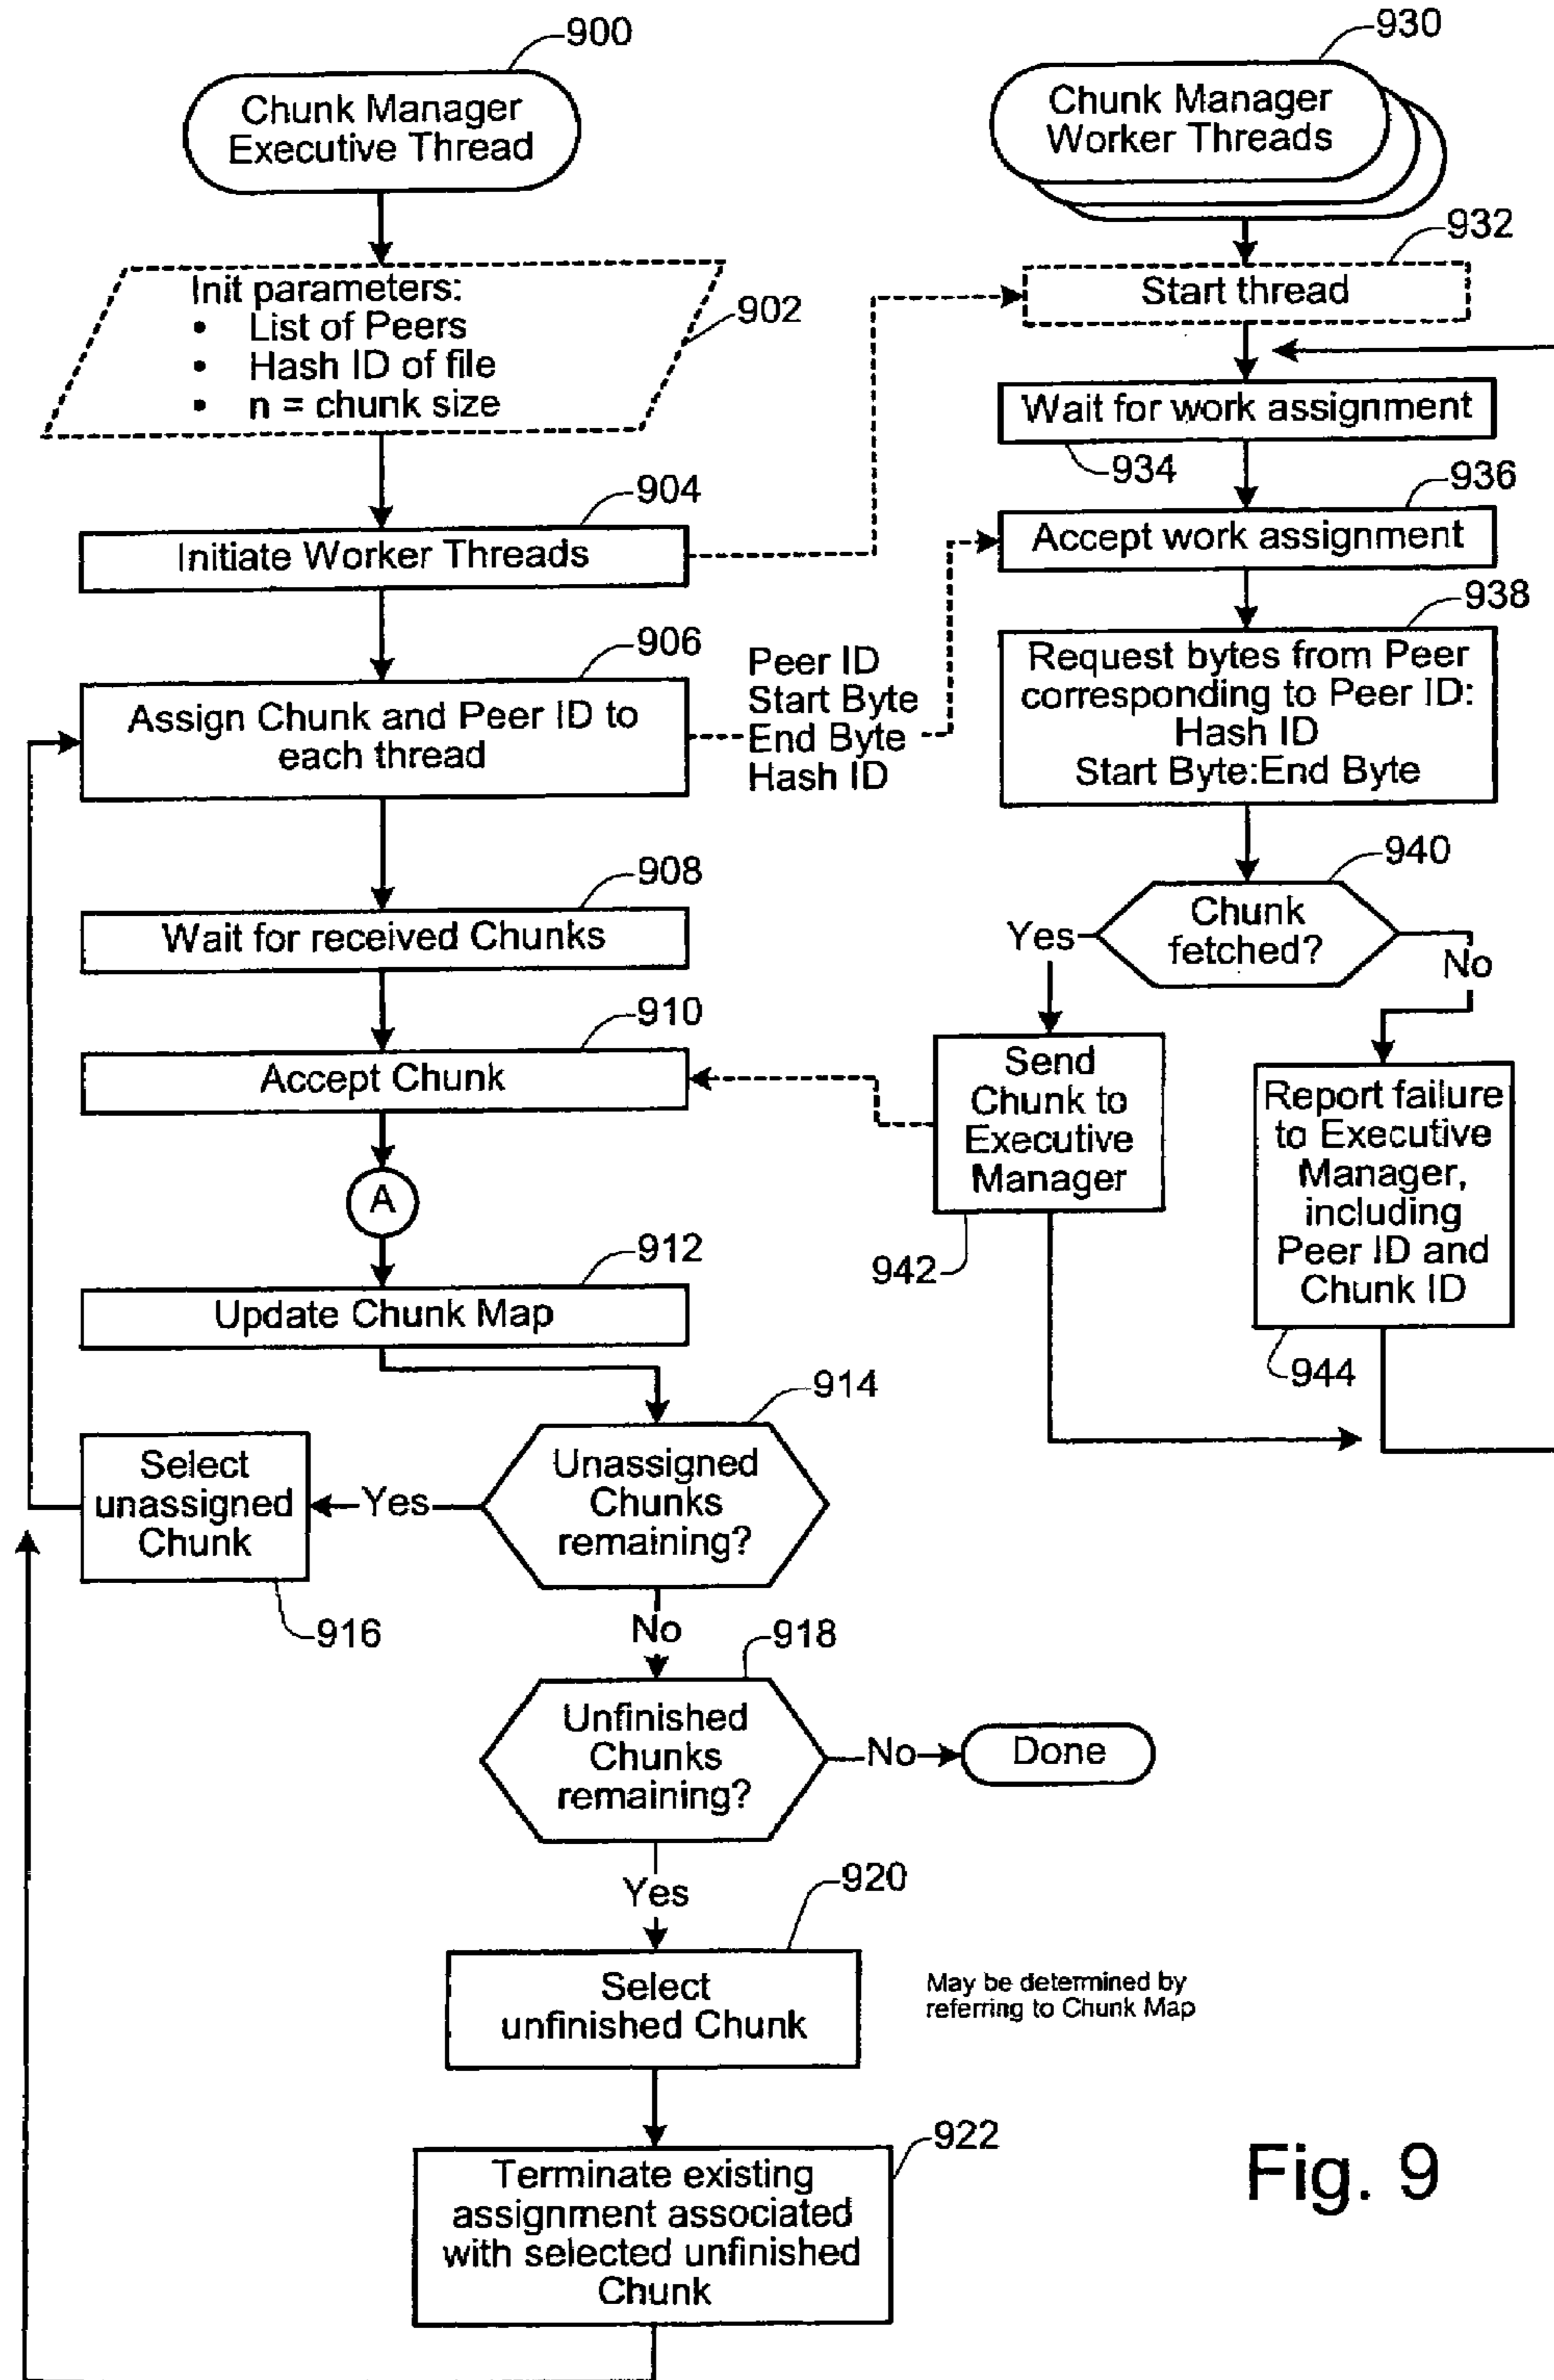 900
Chunk Manager
Executive Thread
Init parameters:
• List of Peers
• Hash ID of file
• n = chunk size
902
904
Initiate Worker Threads
906
Assign Chunk and Peer ID to
each thread
Peer ID
Start Byte
End Byte
Hash ID
908
Wait for received Chunks
910
Accept Chunk
A
912
Update Chunk Map
914
Unassigned
Chunks
remaining?
Yes
Select
unassigned
Chunk
916
No
918
Unfinished
Chunks
remaining?
No
Done
Yes
920
Select
unfinished Chunk
May be determined by
referring to Chunk Map
922
Terminate existing
assignment associated
with selected unfinished
Chunk
930
Chunk Manager
Worker Threads
932
Start thread
Wait for work assignment
934
936
Accept work assignment
938
Request bytes from Peer
corresponding to Peer ID:
Hash ID
Start Byte:End Byte
940
Chunk
fetched?
Yes
No
Send
Chunk to
Executive
Manager
942
Report failure
to Executive
Manager,
including
Peer ID and
Chunk ID
944
Fig. 9